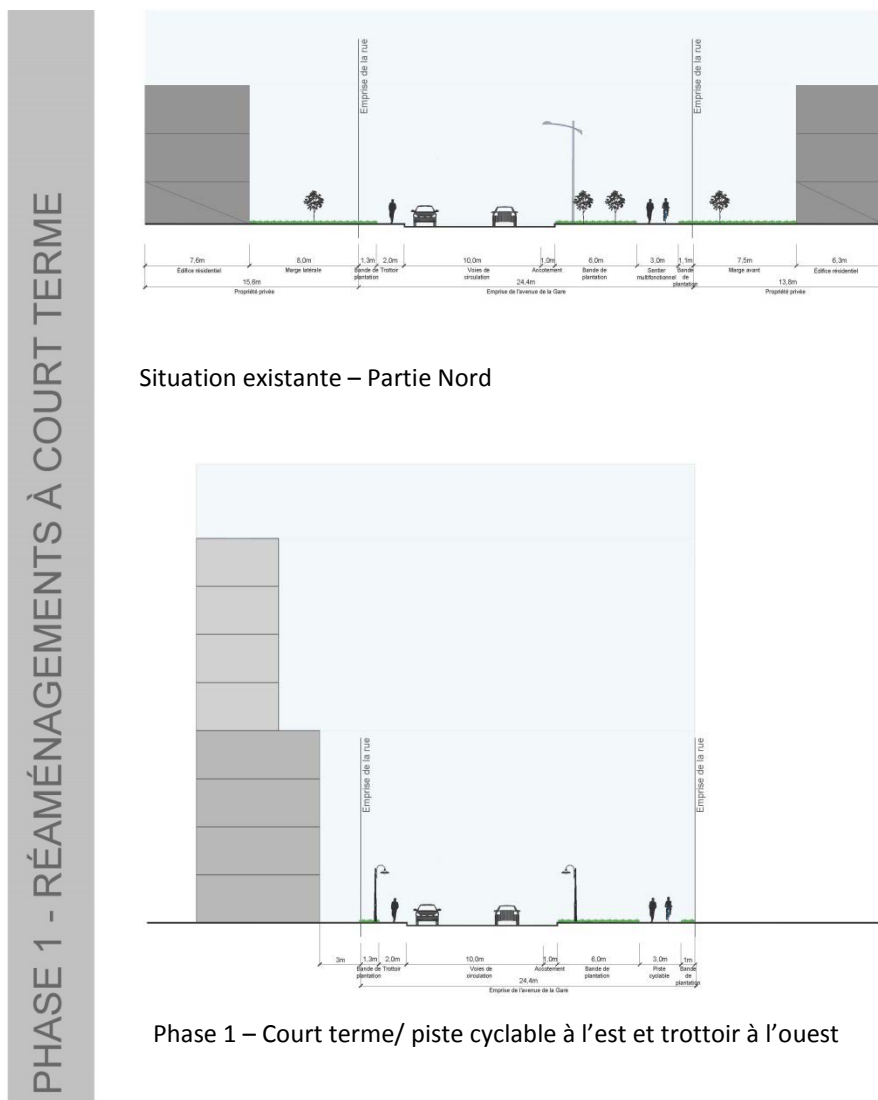 PHASE 1 - RÉAMÉNAGEMENTS À COURT TERME
Emprise de la rue
Emprise de la rue
7,6m
8,0m
1,3m
2,0m
10,0m
1,0m
6,0m
3,0m
1,1m
7,5m
6,3m
Édifice résidentiel
Marge latérale
Bande de plantation
Trottoir
Voies de circulation
Accotement
Bande de plantation
Sentier multifonctionnel
Bande de plantation
Marge avant
Édifice résidentiel
15,6m
24,4m
13,8m
Propriété privée
Emprise de l'avenue de la Gare
Propriété privée
Situation existante – Partie Nord
Emprise de la rue
Emprise de la rue
3m
1,3m
2,0m
10,0m
1,0m
6,0m
3,0m
1m
Bande de plantation
Trottoir
Voies de circulation
Accotement
Bande de plantation
Piste cyclable
Bande de plantation
24,4m
Emprise de l'avenue de la Gare
Phase 1 – Court terme/ piste cyclable à l'est et trottoir à l'ouest